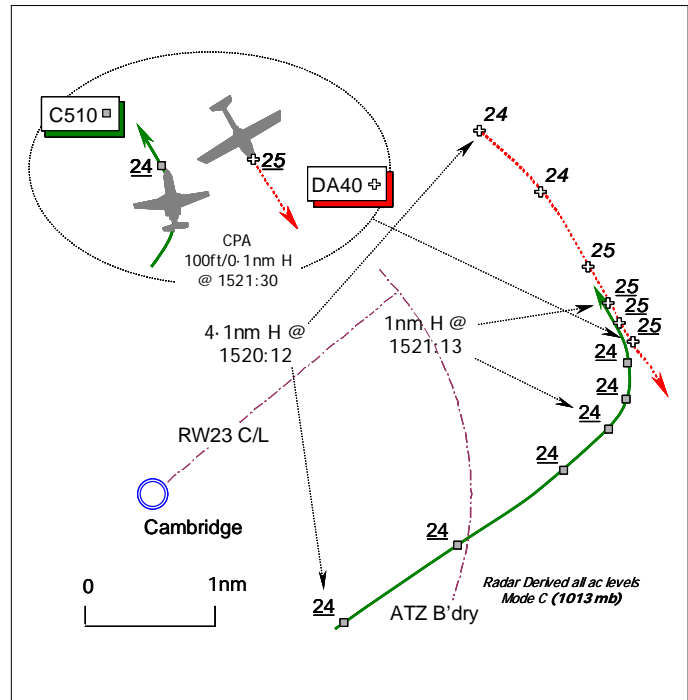 C510
24
25
DA40
CPA
100ft/0·1nm H
@ 1521:30
24
24
25
25
25
25
4·1nm H @
1520:12
1nm H @
1521:13
24
24
24
24
24
24
RW23 C/L
Cambridge
0 1nm
ATZ B'dry
Radar Derived all ac levels
Mode C (1013 mb)